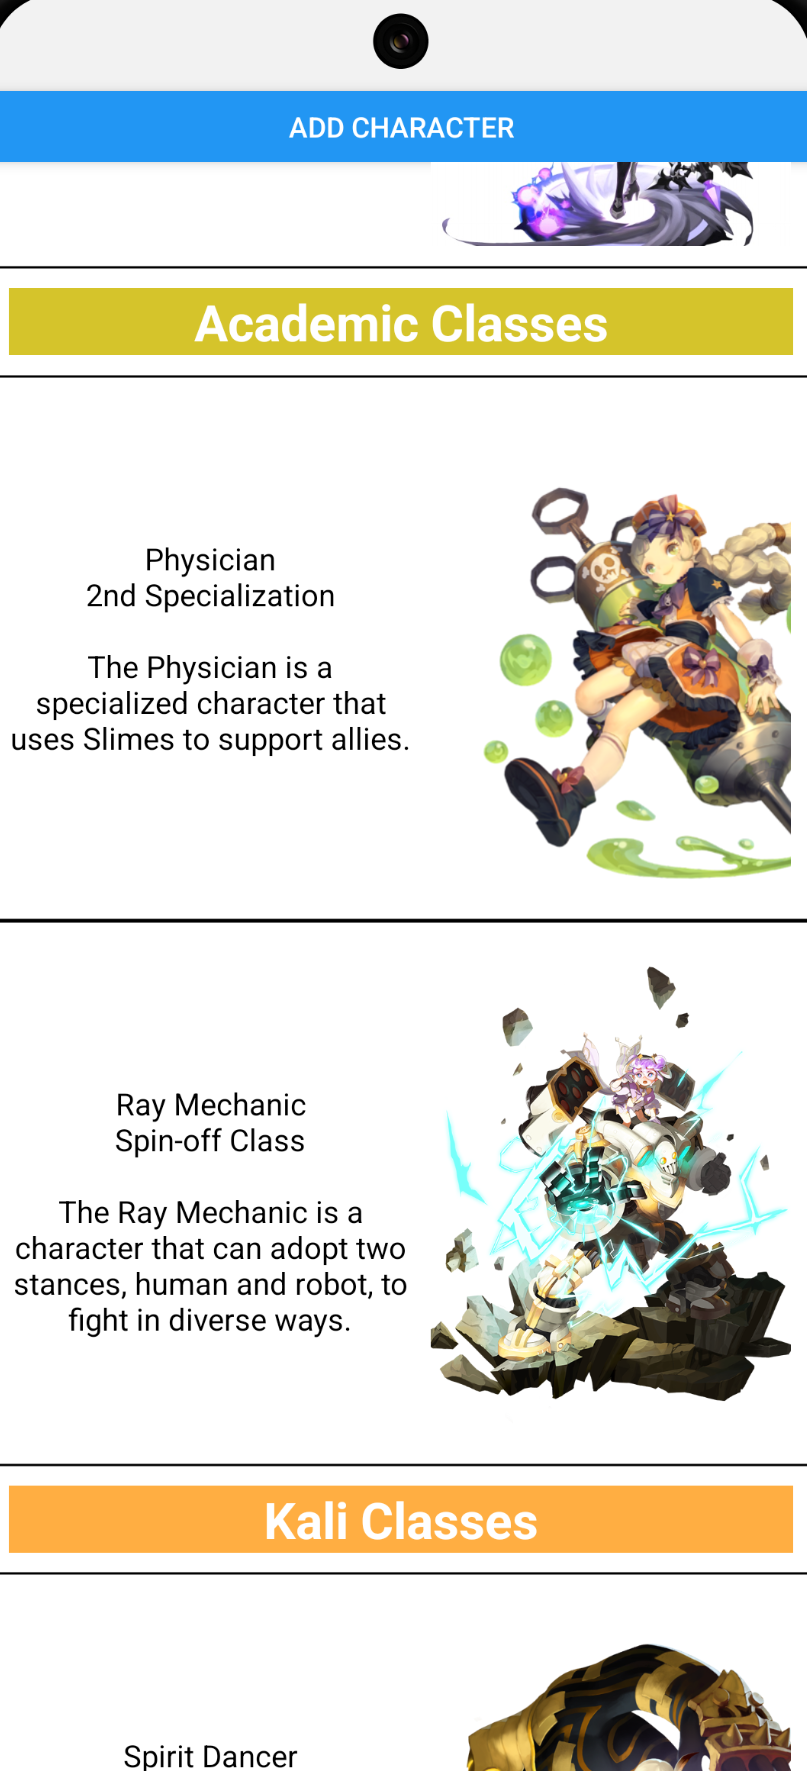 ADD CHARACTER
Academic Classes
Physician
2nd Specialization
The Physician is a
specialized character that
uses Slimes to support allies.
Ray Mechanic
Spin-off Class
The Ray Mechanic is a
character that can adopt two
stances, human and robot, to
fight in diverse ways.
Kali Classes
Spirit Dancer